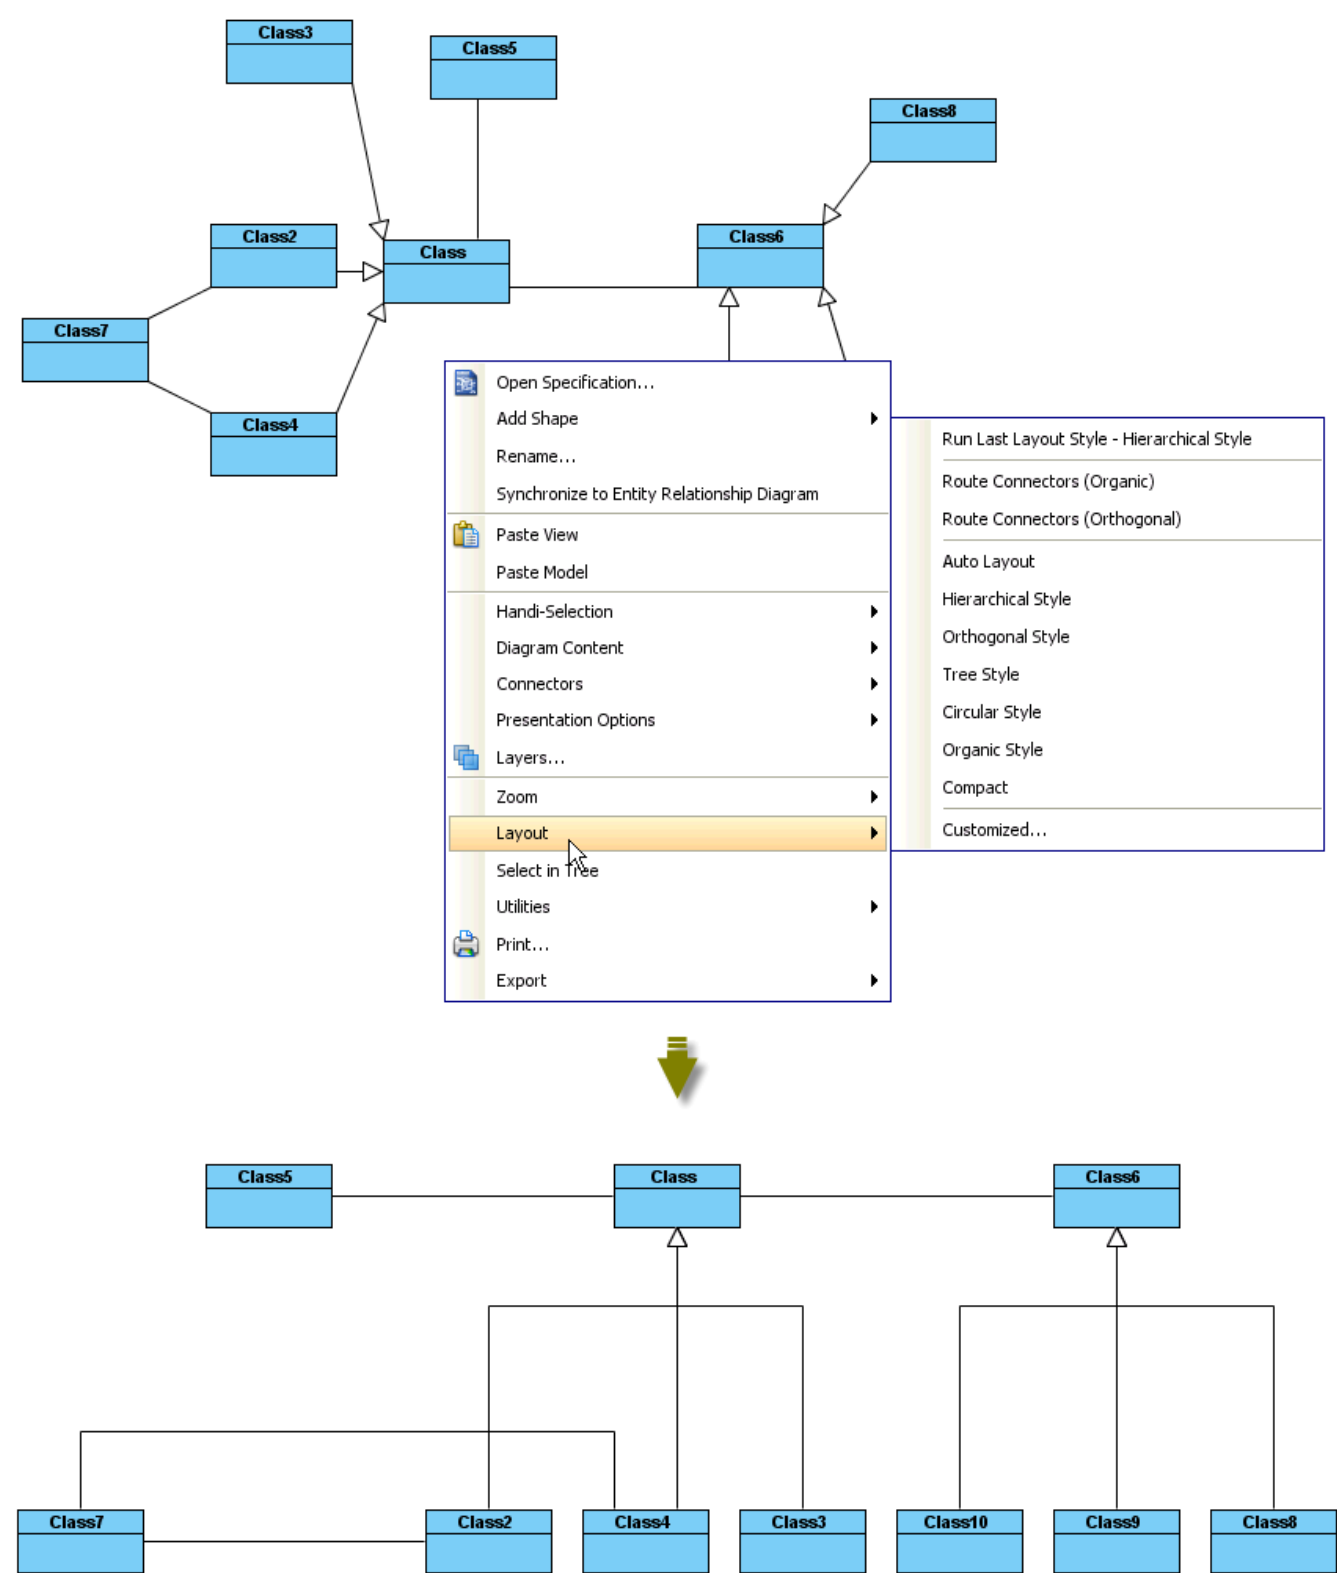 Class3
Class5
Class8
Class2
Class
Class6
Class7
Class4
Open Specification...
Add Shape
Rename...
Synchronize to Entity Relationship Diagram
Paste View
Paste Model
Handi-Selection
Diagram Content
Connectors
Presentation Options
Layers...
Zoom
Layout
Select in Tree
Utilities
Print...
Export
Run Last Layout Style - Hierarchical Style
Route Connectors (Organic)
Route Connectors (Orthogonal)
Auto Layout
Hierarchical Style
Orthogonal Style
Tree Style
Circular Style
Organic Style
Compact
Customized...
Class5
Class
Class6
Class7
Class2
Class4
Class3
Class10
Class9
Class8